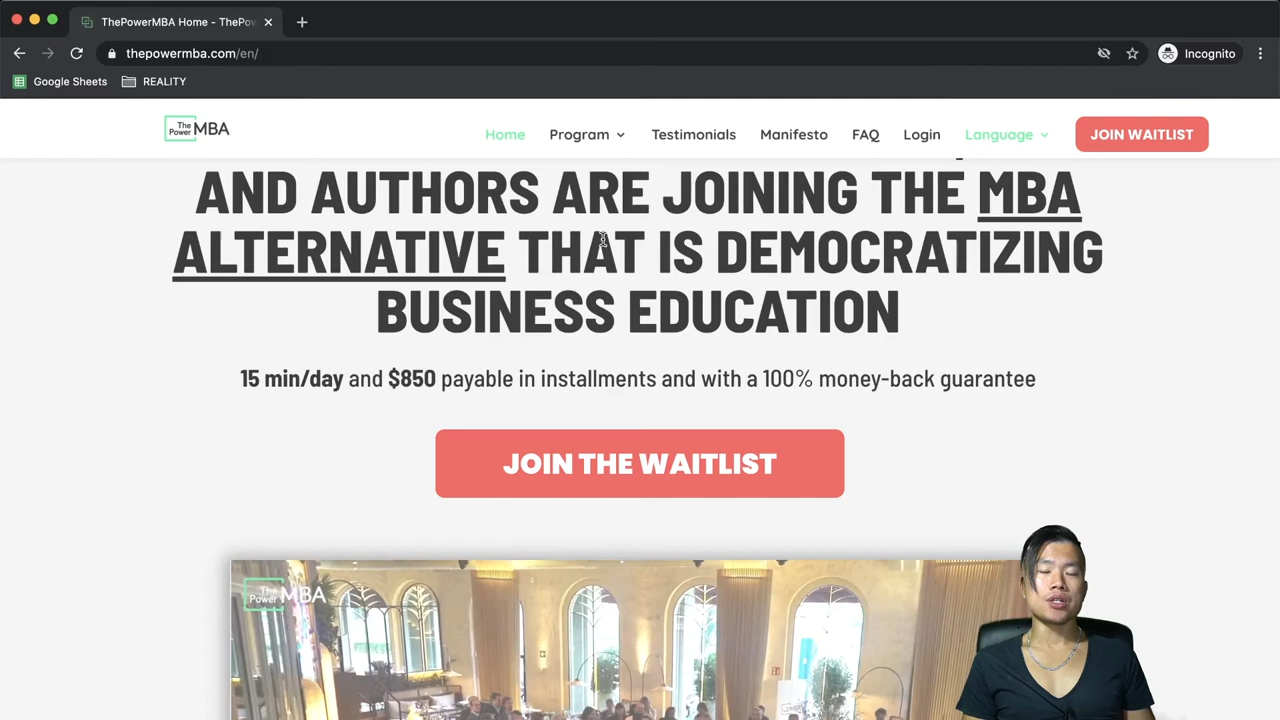 ThePowerMBA Home - ThePow
thepowermba.com/en/
Incognito
Google Sheets
REALITY
The Power MBA
Home
Program
Testimonials
Manifesto
FAQ
Login
Language
JOIN WAITLIST
AND AUTHORS ARE JOINING THE MBA
ALTERNATIVE THAT IS DEMOCRATIZING
BUSINESS EDUCATION
15 min/day and $850 payable in installments and with a 100% money-back guarantee
JOIN THE WAITLIST
The Power MBA